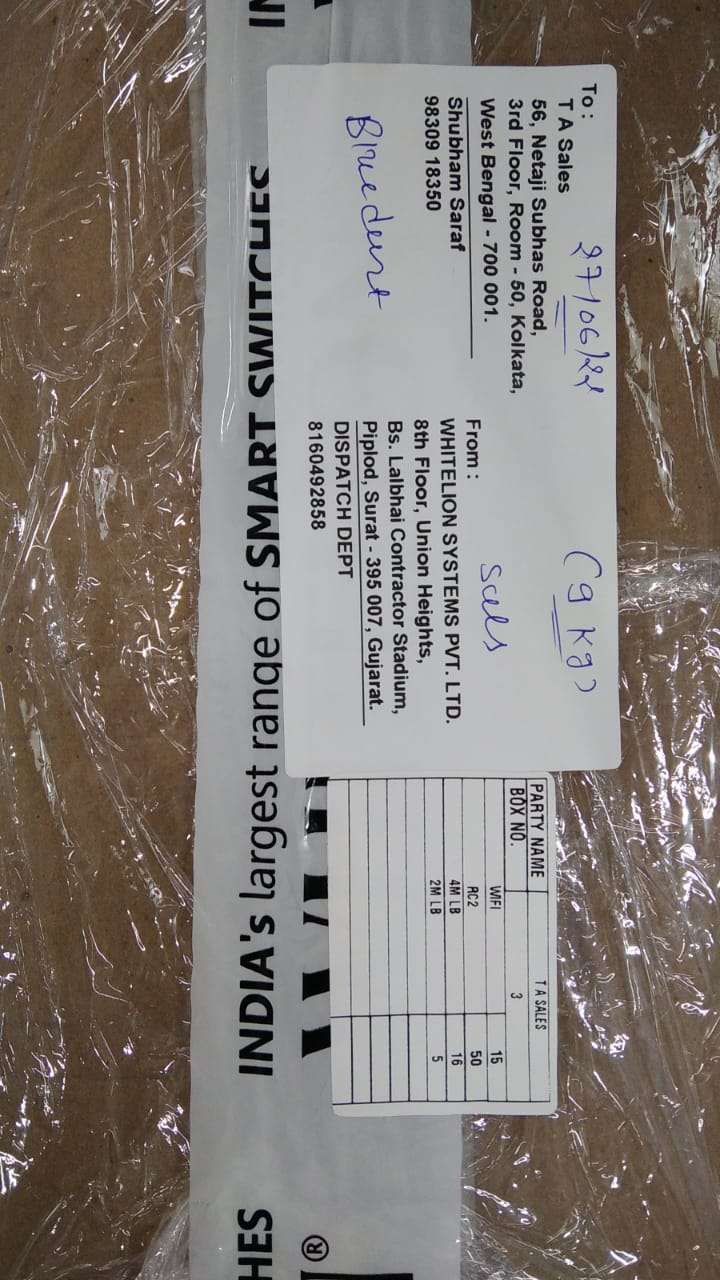 To :
T A Sales
56, Netaji Subhas Road,
3rd Floor, Room - 50, Kolkata,
West Bengal - 700 001.
Shubham Saraf
98309 18350
27/06/22
(9 kg)
Bluedart
Sales
From :
WHITELION SYSTEMS PVT. LTD.
8th Floor, Union Heights,
Bs. Lalbhai Contractor Stadium,
Piplod, Surat - 395 007, Gujarat.
DISPATCH DEPT
8160492858
PARTY NAME T A SALES
BOX NO. 3
WIFI 15
RC2 50
4M LB 16
2M LB 5
IN
INDIA's largest range of SMART SWITCHES
HES
®